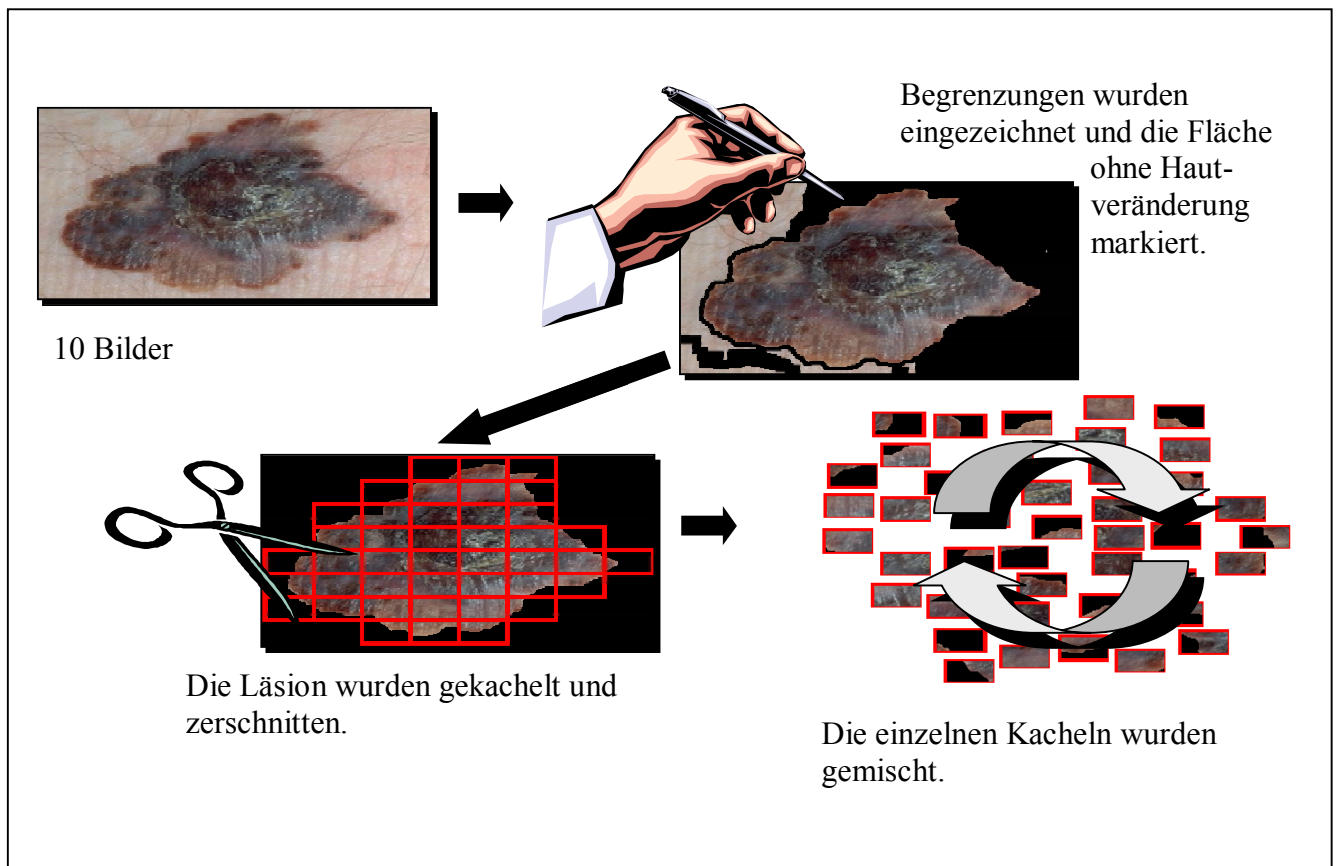 Begrenzungen wurden
eingezeichnet und die Fläche
ohne Haut-
veränderung
markiert.
10 Bilder
Die Läsion wurden gekachelt und
zerschnitten.
Die einzelnen Kacheln wurden
gemischt.